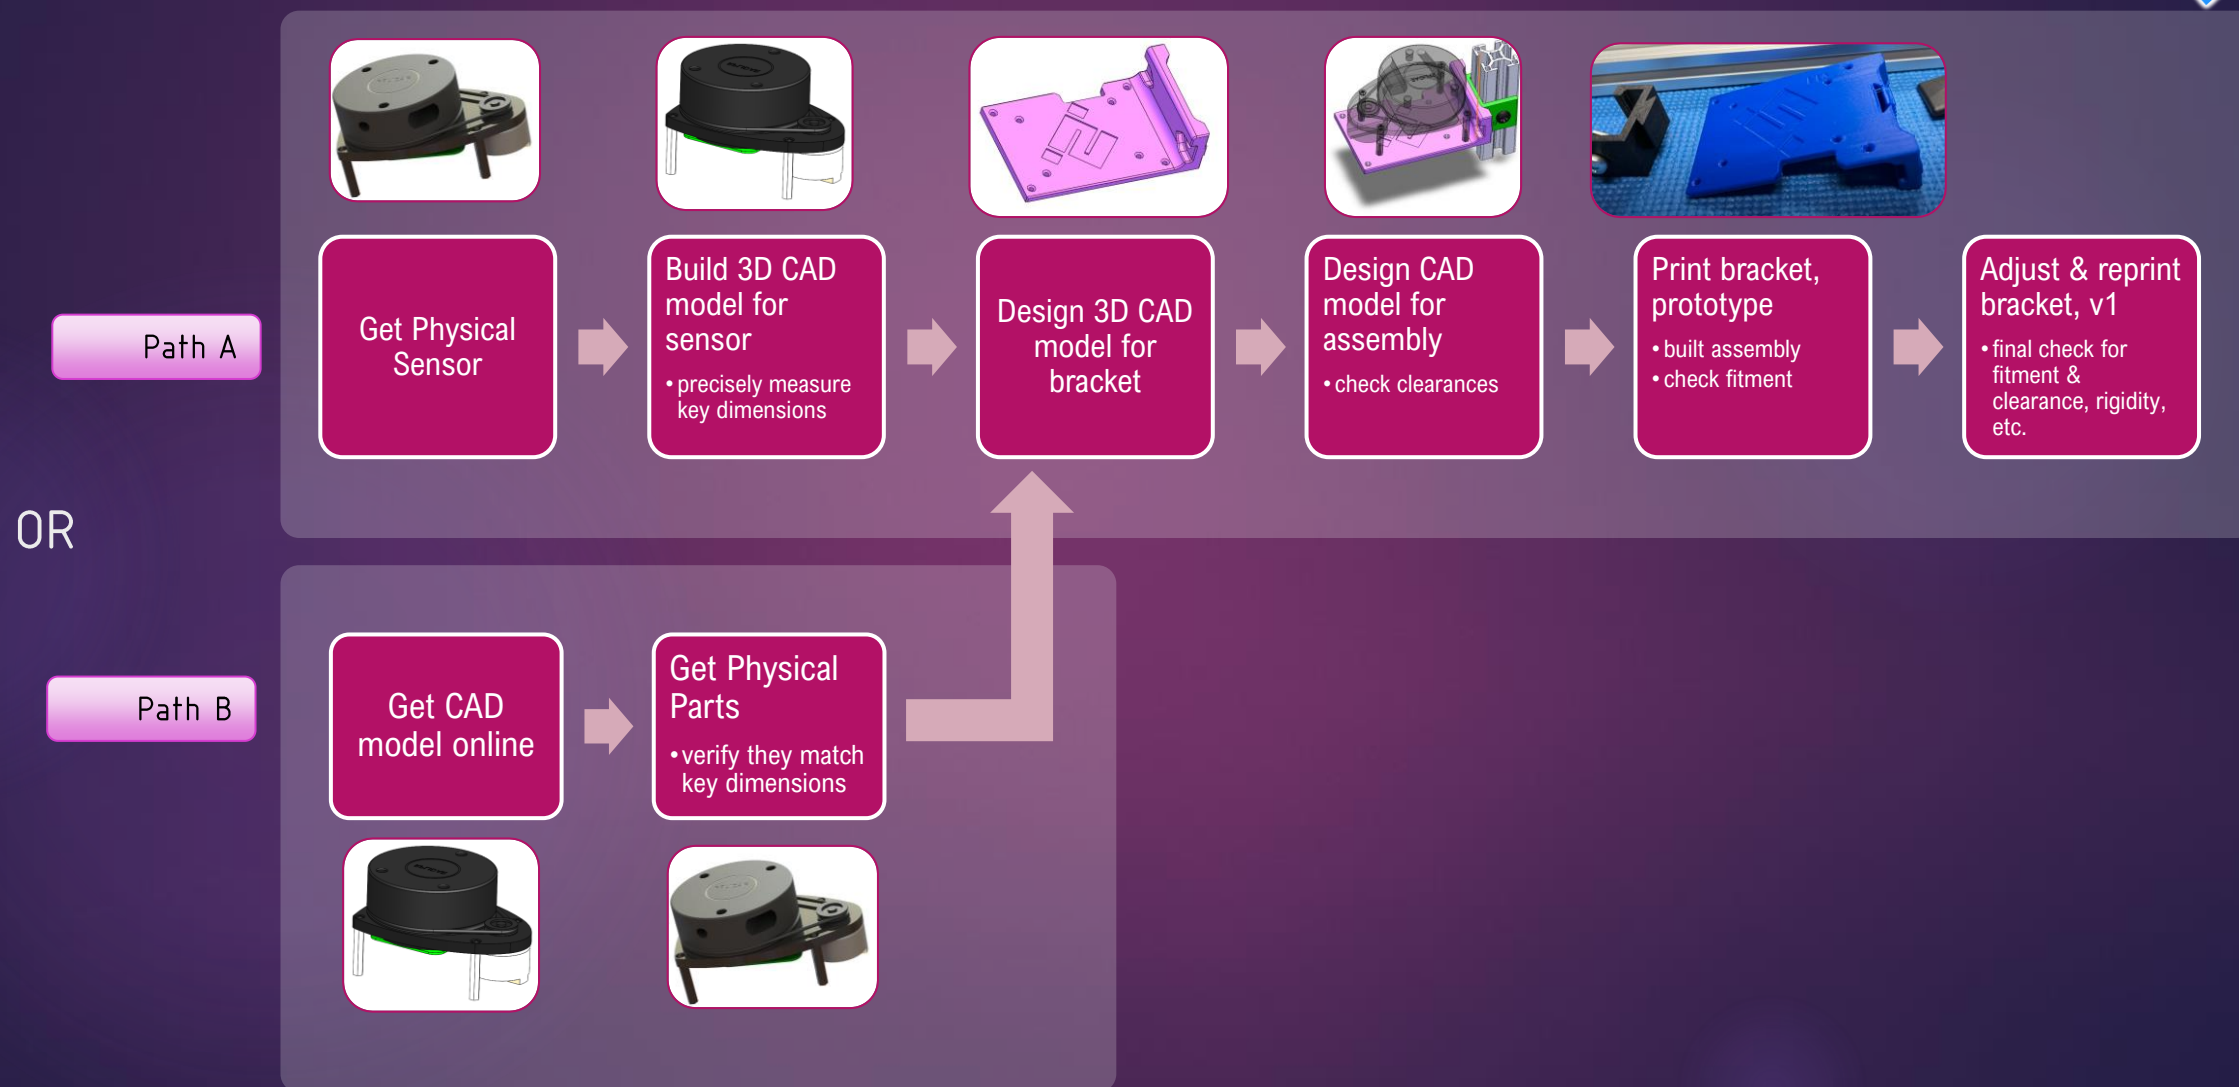 Path A
Get Physical
Sensor
Build 3D CAD
model for
sensor
• precisely measure
key dimensions
Design 3D CAD
model for
bracket
Design CAD
model for
assembly
• check clearances
Print bracket,
prototype
• built assembly
• check fitment
Adjust & reprint
bracket, v1
• final check for
fitment &
clearance, rigidity,
etc.
OR
Path B
Get CAD
model online
Get Physical
Parts
• verify they match
key dimensions